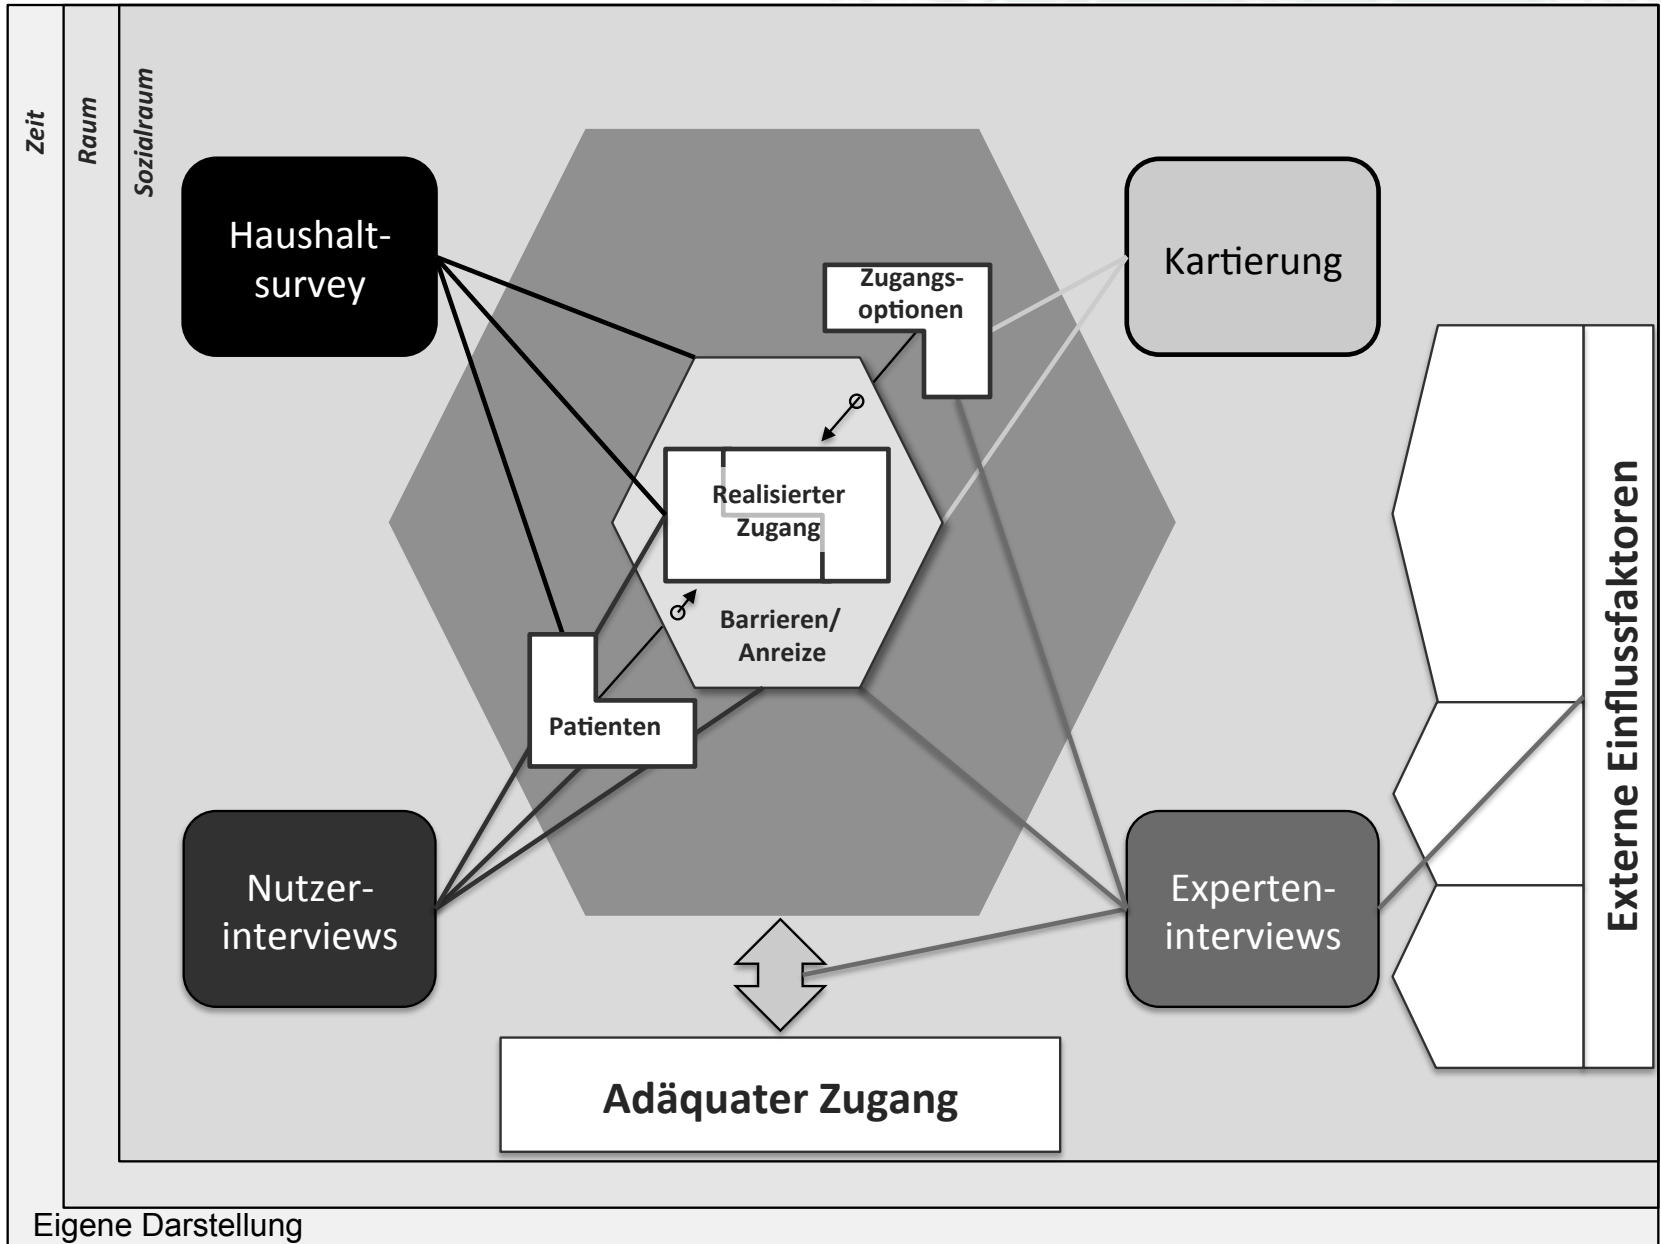 Zeit
Raum
Sozialraum
Haushalt-
survey
Kartierung
Zugangs-
optionen
Realisierter
Zugang
Barrieren/
Anreize
Patienten
Externe Einflussfaktoren
Nutzer-
interviews
Experten-
interviews
Adäquater Zugang
Eigene Darstellung